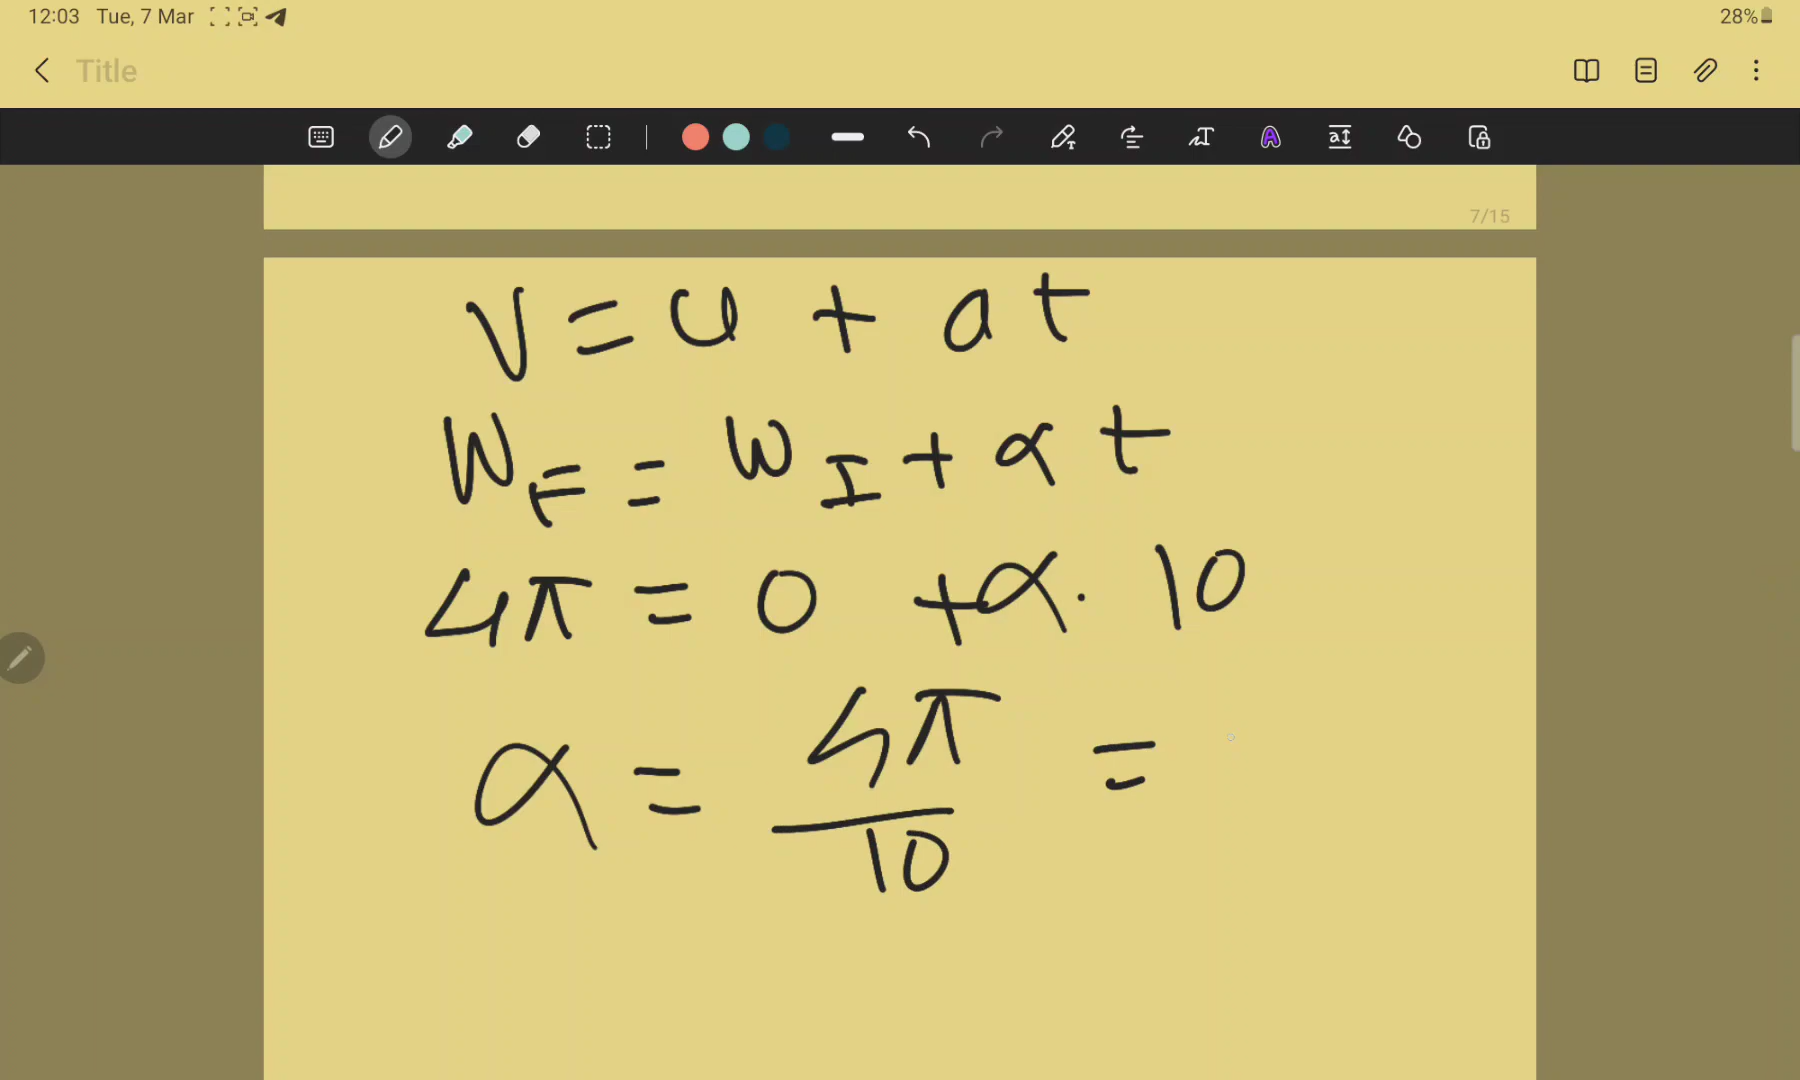 12:03 Tue, 7 Mar 28%
Title
7/15
V = u + at
W_F = W_I + α t
4π = 0 + α · 10
α = 4π/10 =